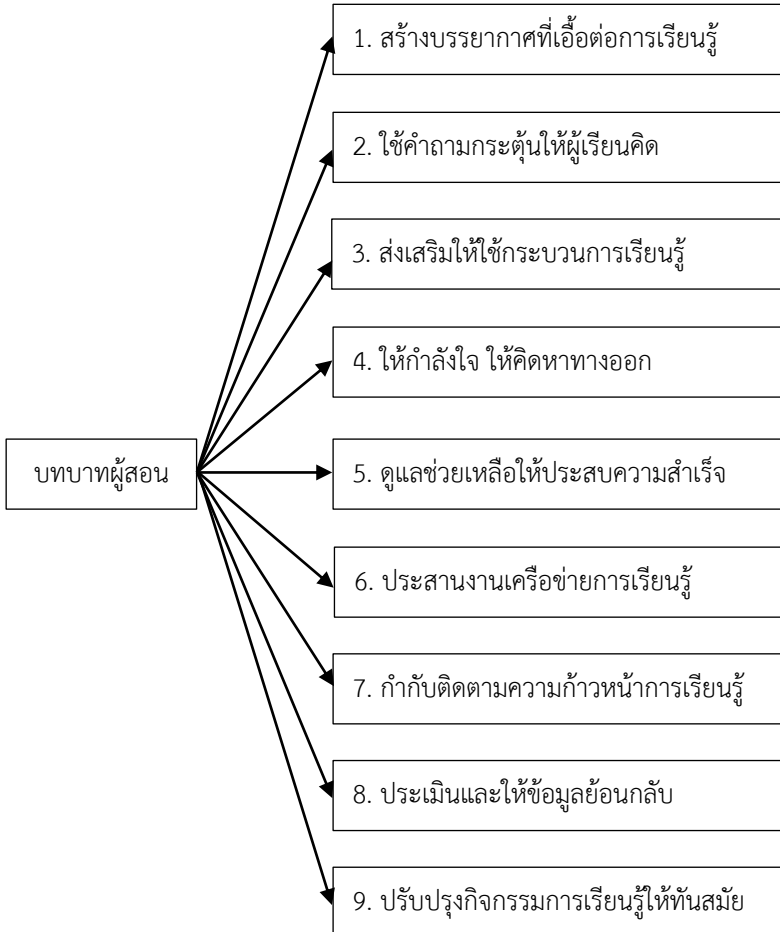 1. สร้างบรรยากาศที่เอื้อต่อการเรียนรู้
2. ใช้คำถามกระตุ้นให้ผู้เรียนคิด
3. ส่งเสริมให้ใช้กระบวนการเรียนรู้
4. ให้กำลังใจ ให้คิดหาทางออก
บทบาทผู้สอน
5. ดูแลช่วยเหลือให้ประสบความสำเร็จ
6. ประสานงานเครือข่ายการเรียนรู้
7. กำกับติดตามความก้าวหน้าการเรียนรู้
8. ประเมินและให้ข้อมูลย้อนกลับ
9. ปรับปรุงกิจกรรมการเรียนรู้ให้ทันสมัย